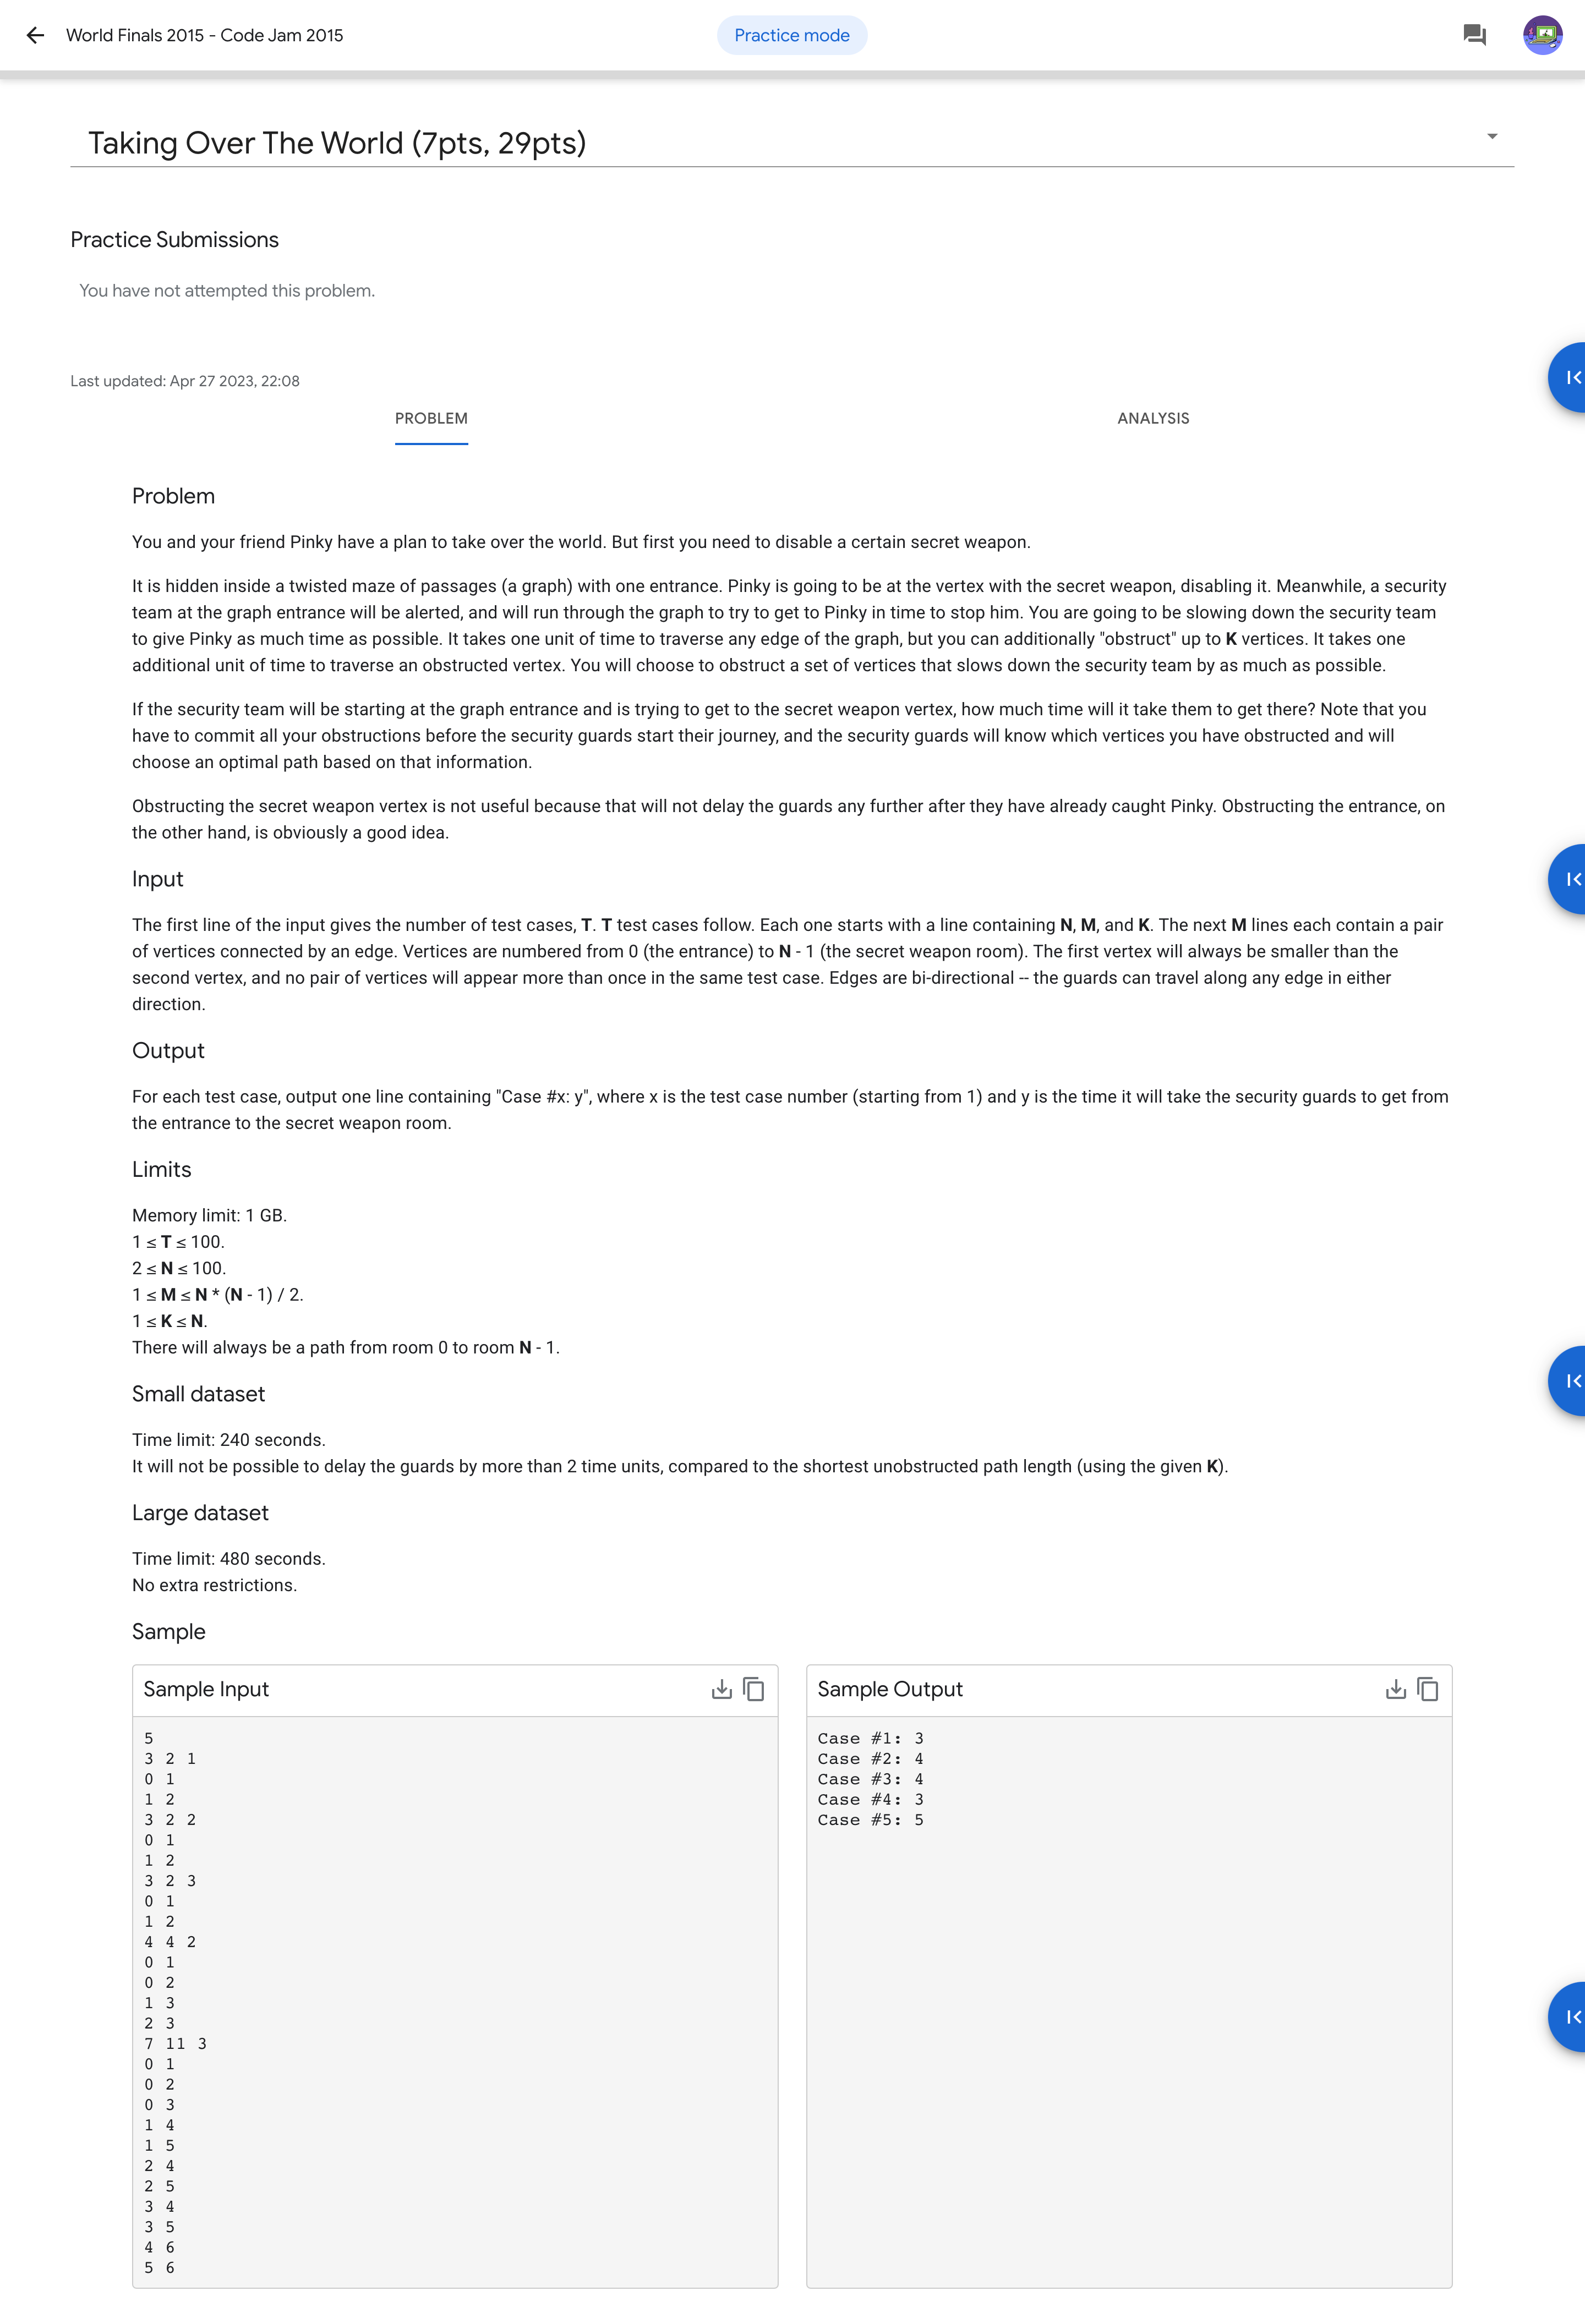 World Finals 2015 - Code Jam 2015
Practice mode
Taking Over The World (7pts, 29pts)
Practice Submissions
You have not attempted this problem.
Last updated: Apr 27 2023, 22:08
PROBLEM
ANALYSIS
Problem
You and your friend Pinky have a plan to take over the world. But first you need to disable a certain secret weapon.
It is hidden inside a twisted maze of passages (a graph) with one entrance. Pinky is going to be at the vertex with the secret weapon, disabling it. Meanwhile, a security
team at the graph entrance will be alerted, and will run through the graph to try to get to Pinky in time to stop him. You are going to be slowing down the security team
to give Pinky as much time as possible. It takes one unit of time to traverse any edge of the graph, but you can additionally "obstruct" up to K vertices. It takes one
additional unit of time to traverse an obstructed vertex. You will choose to obstruct a set of vertices that slows down the security team by as much as possible.
If the security team will be starting at the graph entrance and is trying to get to the secret weapon vertex, how much time will it take them to get there? Note that you
have to commit all your obstructions before the security guards start their journey, and the security guards will know which vertices you have obstructed and will
choose an optimal path based on that information.
Obstructing the secret weapon vertex is not useful because that will not delay the guards any further after they have already caught Pinky. Obstructing the entrance, on
the other hand, is obviously a good idea.
Input
The first line of the input gives the number of test cases, T. T test cases follow. Each one starts with a line containing N, M, and K. The next M lines each contain a pair
of vertices connected by an edge. Vertices are numbered from 0 (the entrance) to N - 1 (the secret weapon room). The first vertex will always be smaller than the
second vertex, and no pair of vertices will appear more than once in the same test case. Edges are bi-directional -- the guards can travel along any edge in either
direction.
Output
For each test case, output one line containing "Case #x: y", where x is the test case number (starting from 1) and y is the time it will take the security guards to get from
the entrance to the secret weapon room.
Limits
Memory limit: 1 GB.
1 ≤ T ≤ 100.
2 ≤ N ≤ 100.
1 ≤ M ≤ N * (N - 1) / 2.
1 ≤ K ≤ N.
There will always be a path from room 0 to room N - 1.
Small dataset
Time limit: 240 seconds.
It will not be possible to delay the guards by more than 2 time units, compared to the shortest unobstructed path length (using the given K).
Large dataset
Time limit: 480 seconds.
No extra restrictions.
Sample
Sample Input
5
3 2 1
0 1
1 2
3 2 2
0 1
1 2
3 2 3
0 1
1 2
4 4 2
0 1
0 2
1 3
2 3
7 11 3
0 1
0 2
0 3
1 4
1 5
2 4
2 5
3 4
3 5
4 6
5 6
Sample Output
Case #1: 3
Case #2: 4
Case #3: 4
Case #4: 3
Case #5: 5